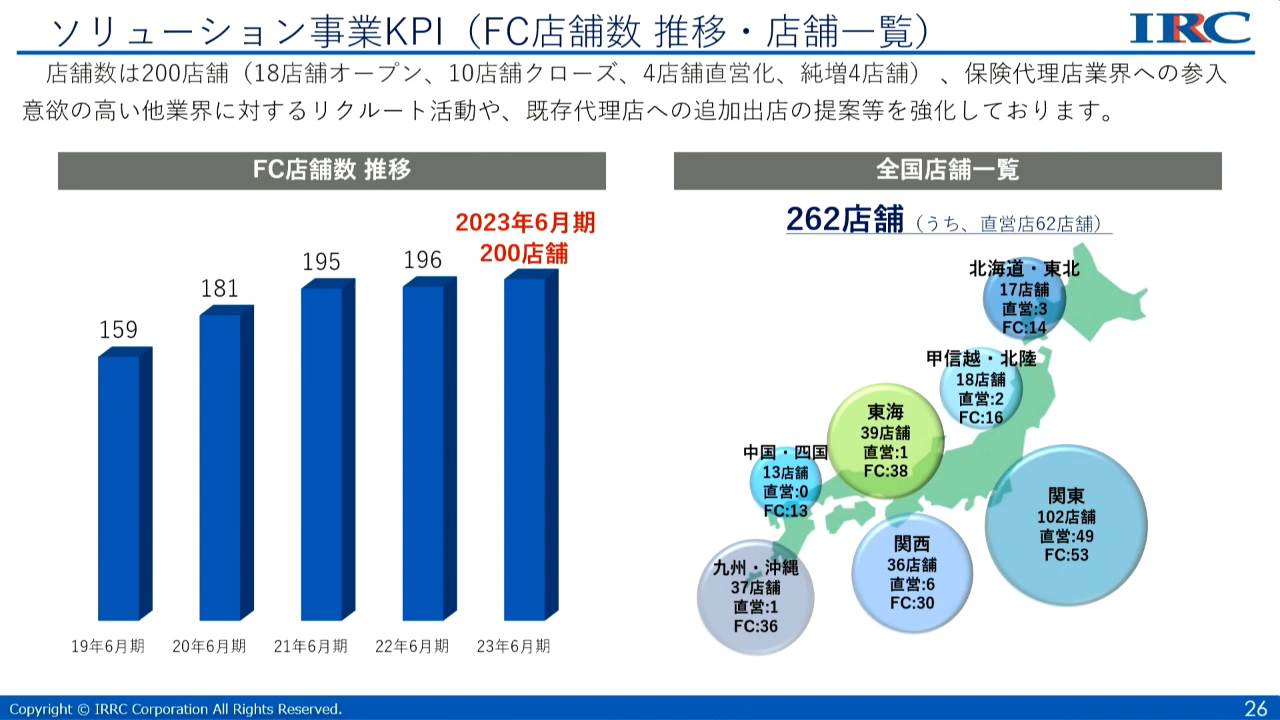 ソリューション事業KPI（FC店舗数 推移・店舗一覧）
IRRC
店舗数は200店舗（18店舗オープン、10店舗クローズ、4店舗直営化、純増4店舗）、保険代理店業界への参入
意欲の高い他業界に対するリクルート活動や、既存代理店への追加出店の提案等を強化しております。
FC店舗数 推移
2023年6月期
200店舗
159
181
195
196
19年6月期
20年6月期
21年6月期
22年6月期
23年6月期
全国店舗一覧
262店舗（うち、直営店62店舗）
北海道・東北
17店舗
直営:3
FC:14
甲信越・北陸
18店舗
直営:2
FC:16
東海
39店舗
直営:1
FC:38
中国・四国
13店舗
直営:0
FC:13
関東
102店舗
直営:49
FC:53
関西
36店舗
直営:6
FC:30
九州・沖縄
37店舗
直営:1
FC:36
Copyright © IRRC Corporation All Rights Reserved.
26